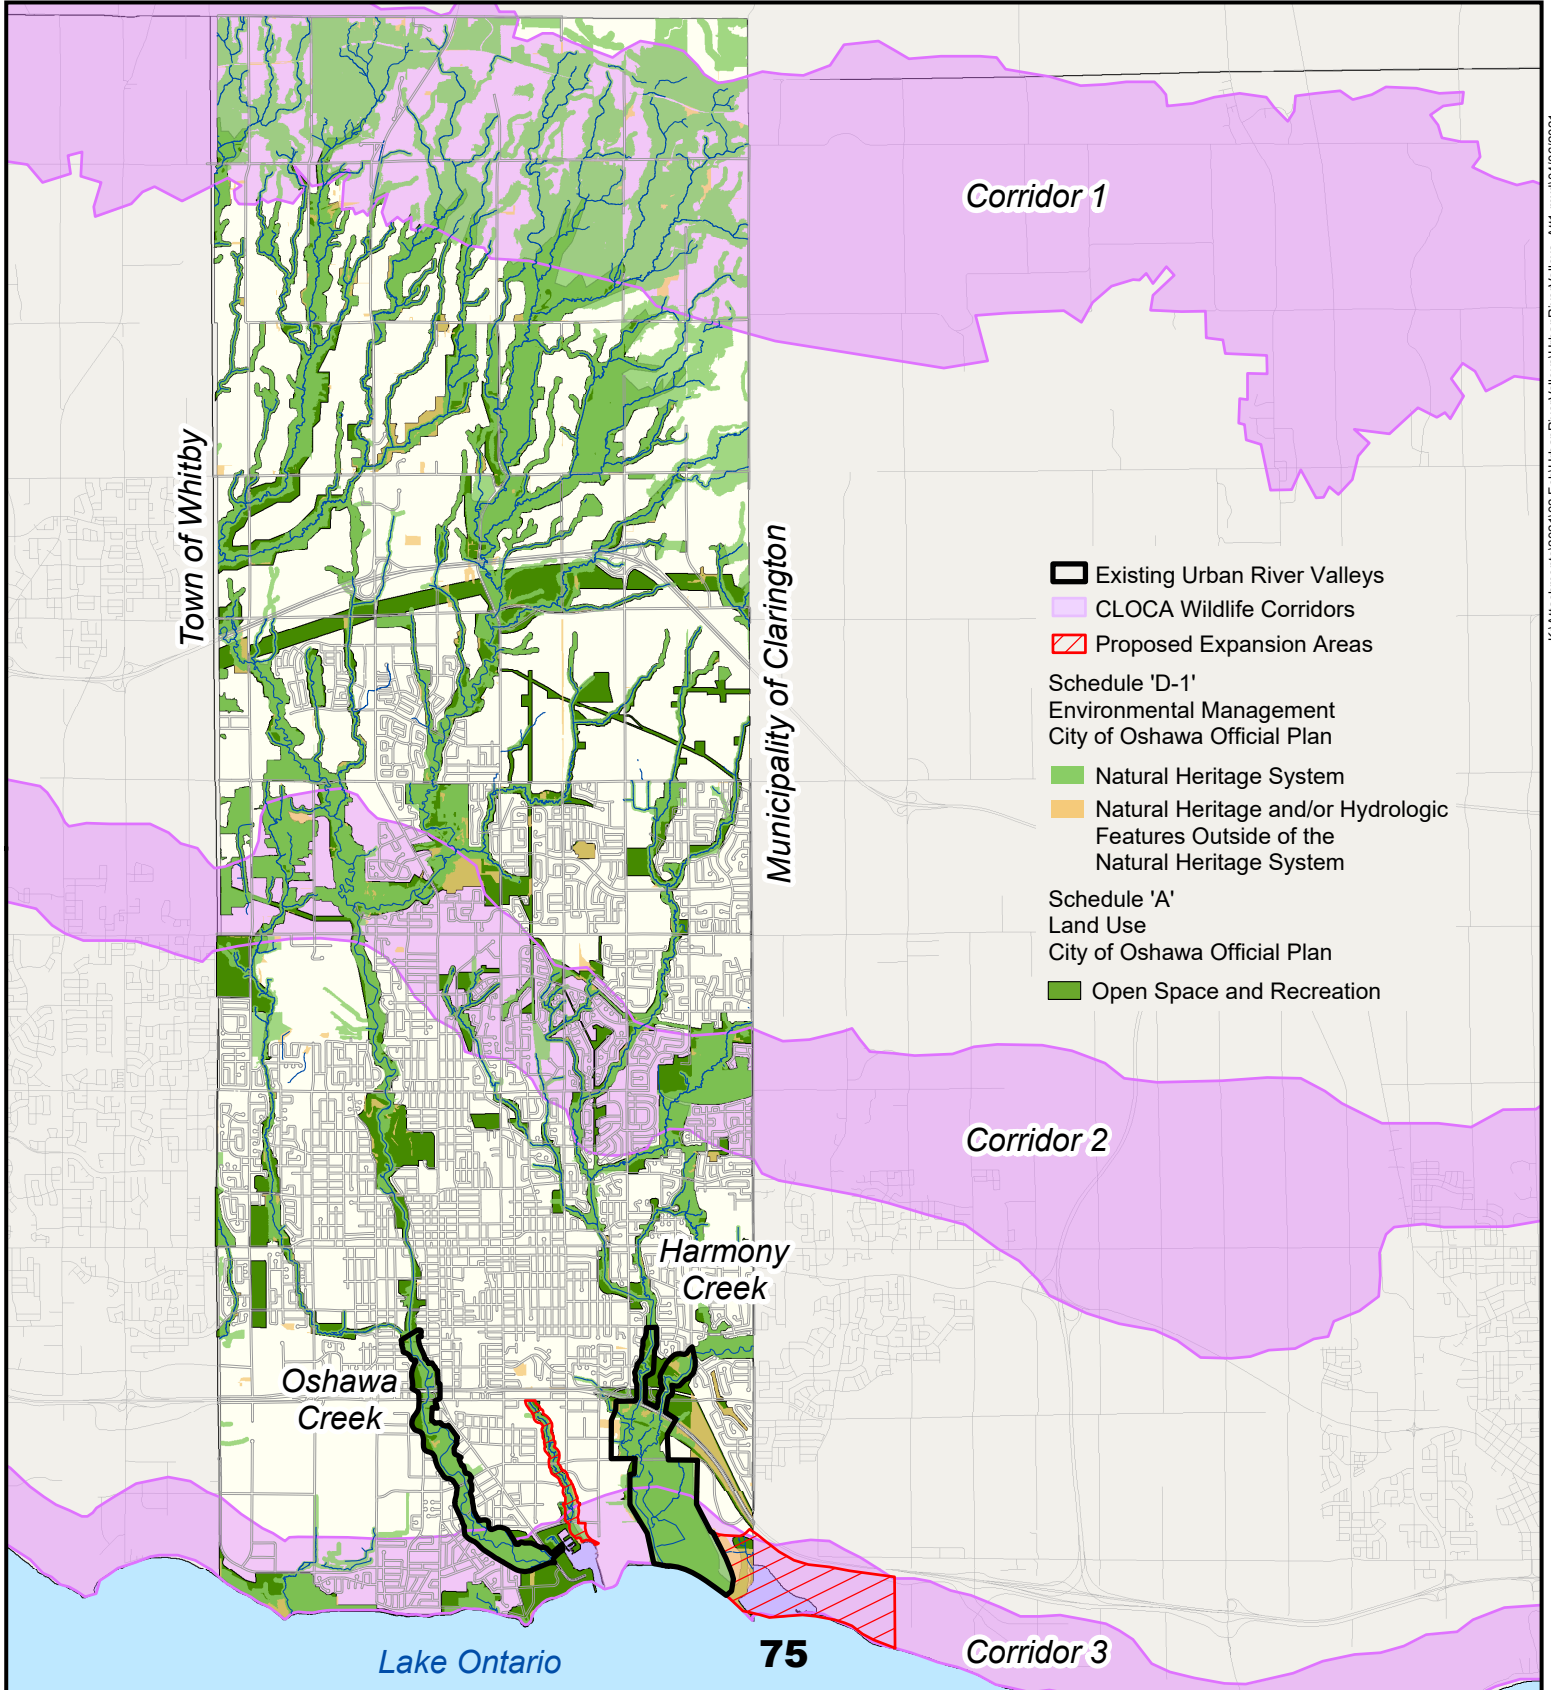 Corridor 1
Town of Whitby
Municipality of Clarington
Existing Urban River Valleys
CLOCA Wildlife Corridors
Proposed Expansion Areas
Schedule 'D-1'
Environmental Management
City of Oshawa Official Plan
Natural Heritage System
Natural Heritage and/or Hydrologic
Features Outside of the
Natural Heritage System
Schedule 'A'
Land Use
City of Oshawa Official Plan
Open Space and Recreation
Corridor 2
Harmony
Creek
Oshawa
Creek
Lake Ontario
75
Corridor 3